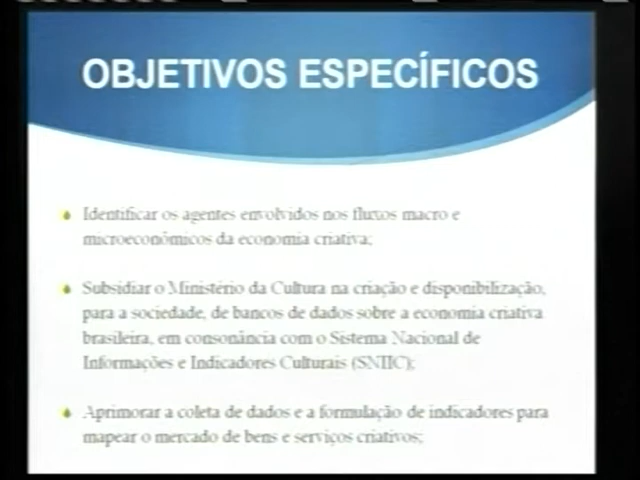 OBJETIVOS ESPECÍFICOS
Identificar os agentes envolvidos nos fluxos macro e
microeconômicos da economia criativa;
Subsidiar o Ministério da Cultura na criação e disponibilização,
para a sociedade, de bancos de dados sobre a economia criativa
brasileira, em consonância com o Sistema Nacional de
Informações e Indicadores Culturais (SNIIC);
Aprimorar a coleta de dados e a formulação de indicadores para
mapear o mercado de bens e serviços criativos;